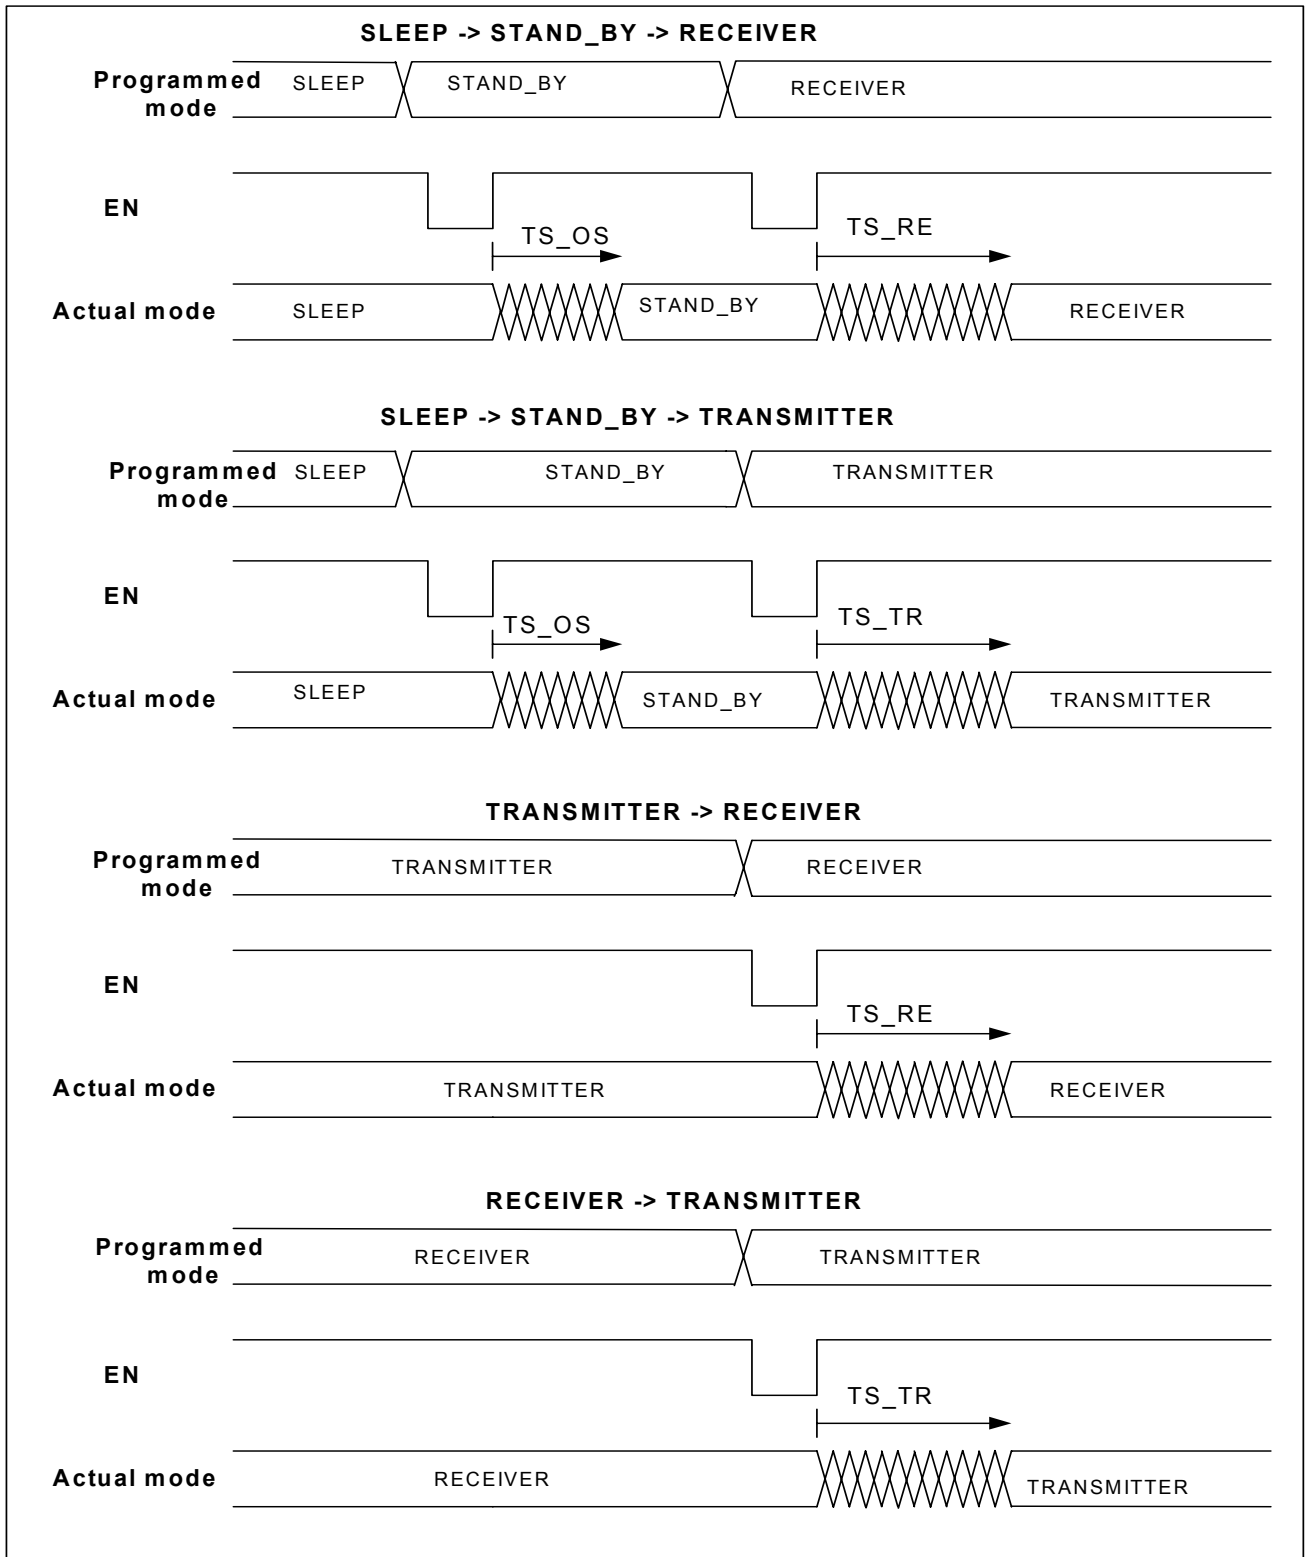 SLEEP -> STAND_BY -> RECEIVER
Programmed mode
SLEEP
STAND_BY
RECEIVER
EN
TS_OS
TS_RE
Actual mode
SLEEP
STAND_BY
RECEIVER
SLEEP -> STAND_BY -> TRANSMITTER
Programmed mode
SLEEP
STAND_BY
TRANSMITTER
EN
TS_OS
TS_TR
Actual mode
SLEEP
STAND_BY
TRANSMITTER
TRANSMITTER -> RECEIVER
Programmed mode
TRANSMITTER
RECEIVER
EN
TS_RE
Actual mode
TRANSMITTER
RECEIVER
RECEIVER -> TRANSMITTER
Programmed mode
RECEIVER
TRANSMITTER
EN
TS_TR
Actual mode
RECEIVER
TRANSMITTER